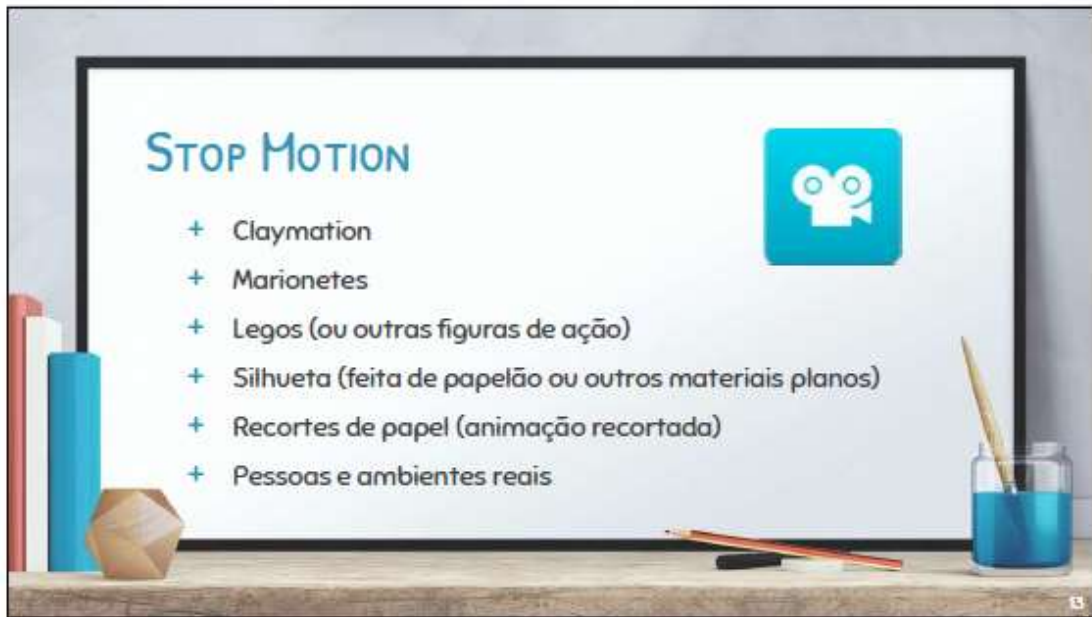 STOP MOTION
+ Claymation
+ Marionetes
+ Legos (ou outras figuras de ação)
+ Silhueta (feita de papelão ou outros materiais planos)
+ Recortes de papel (animação recortada)
+ Pessoas e ambientes reais